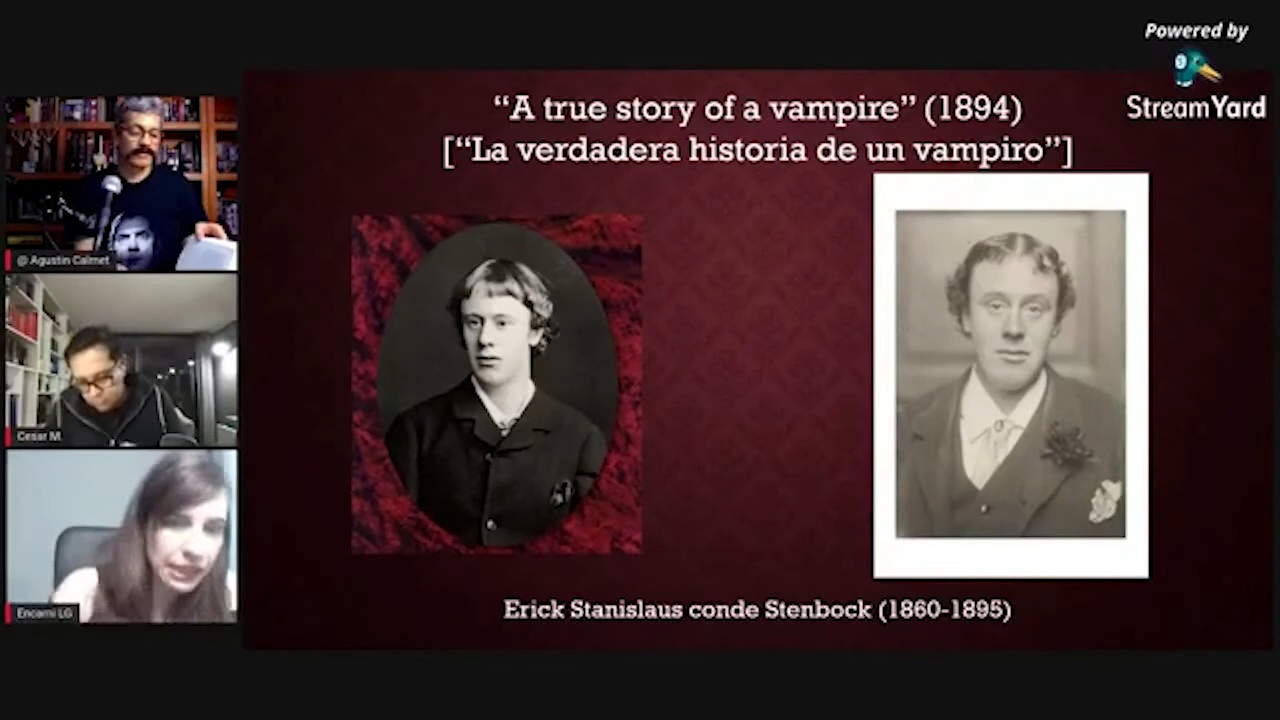 Powered by
StreamYard
“A true story of a vampire” (1894)
[“La verdadera historia de un vampiro”]
@ Agustin Calmet
Cesar M.
Encarni LG
Erick Stanislaus conde Stenbock (1860-1895)